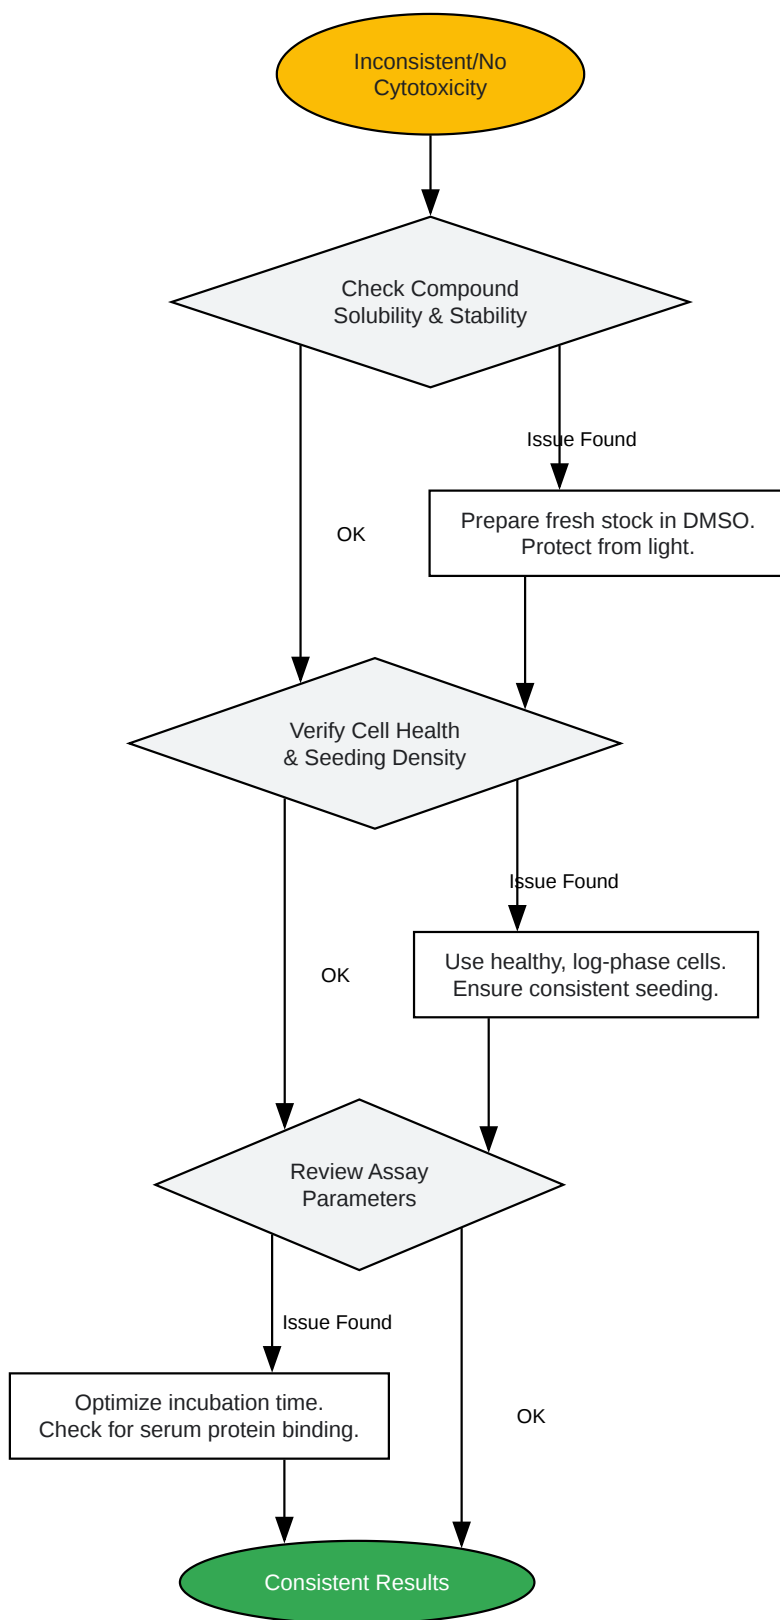 Inconsistent/No
Cytotoxicity
Check Compound
Solubility & Stability
Issue Found
OK
Prepare fresh stock in DMSO.
Protect from light.
Verify Cell Health
& Seeding Density
Issue Found
OK
Use healthy, log-phase cells.
Ensure consistent seeding.
Review Assay
Parameters
Issue Found
Optimize incubation time.
Check for serum protein binding.
OK
Consistent Results